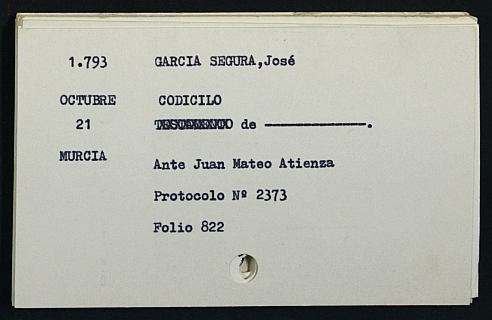 1.793 GARCIA SEGURA,José
OCTUBRE CODICILO
21 TESTAMENTO de ---------------.
MURCIA Ante Juan Mateo Atienza
Protocolo Nº 2373
Folio 822